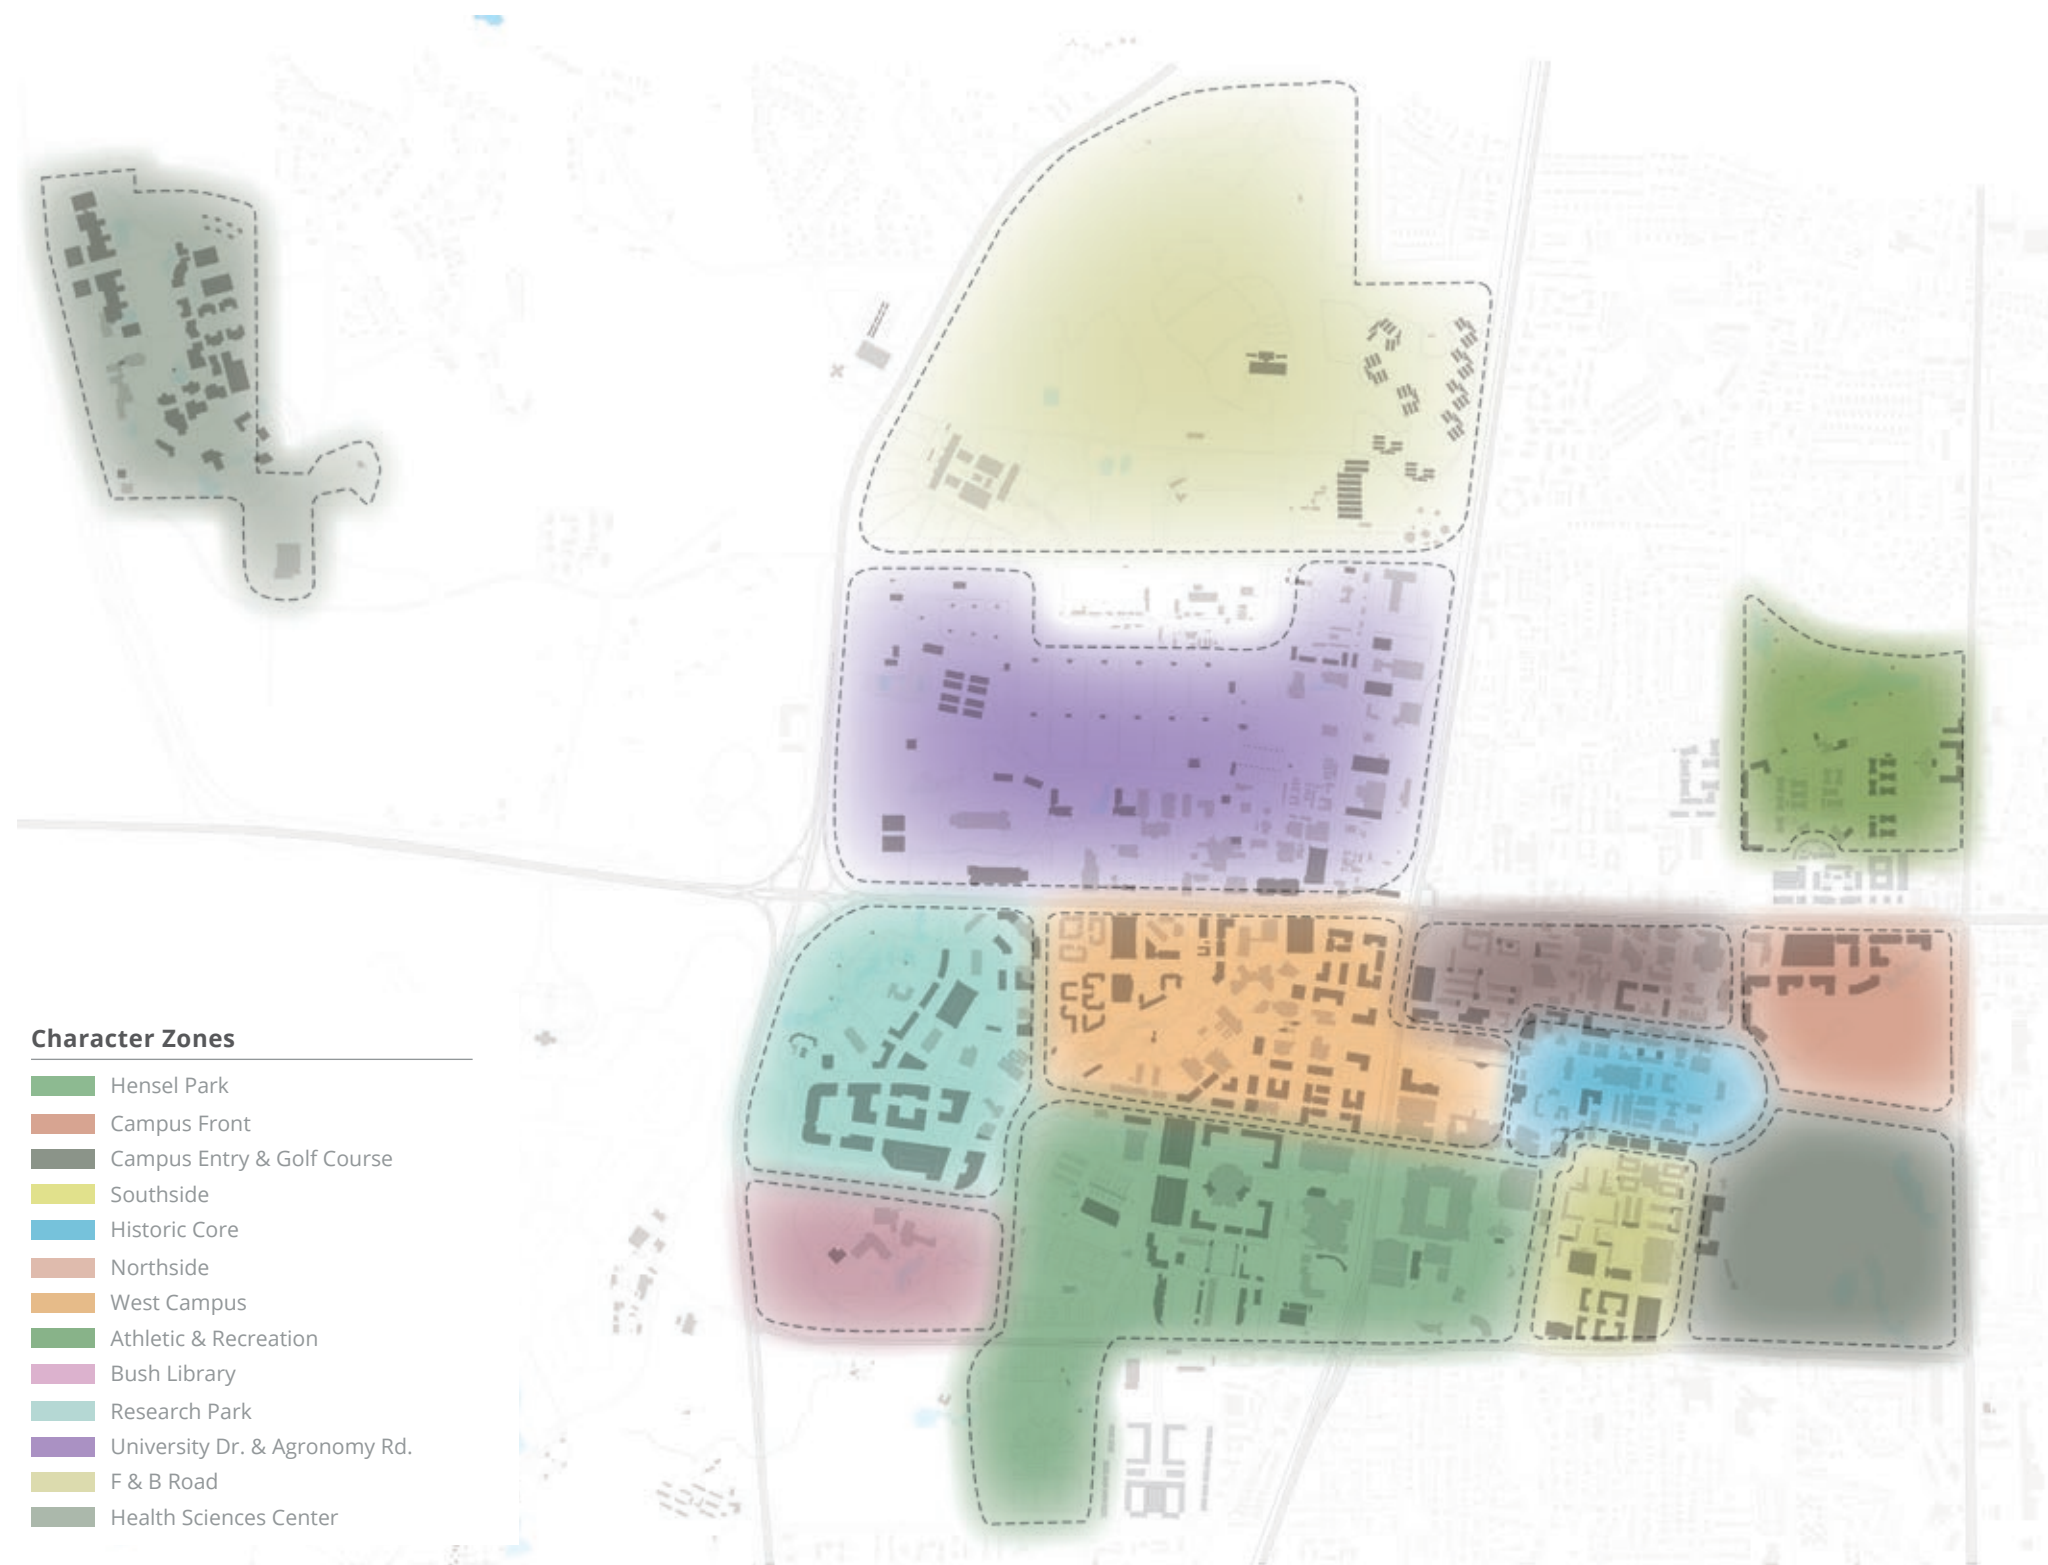 Character Zones
Hensel Park
Campus Front
Campus Entry & Golf Course
Southside
Historic Core
Northside
West Campus
Athletic & Recreation
Bush Library
Research Park
University Dr. & Agronomy Rd.
F & B Road
Health Sciences Center